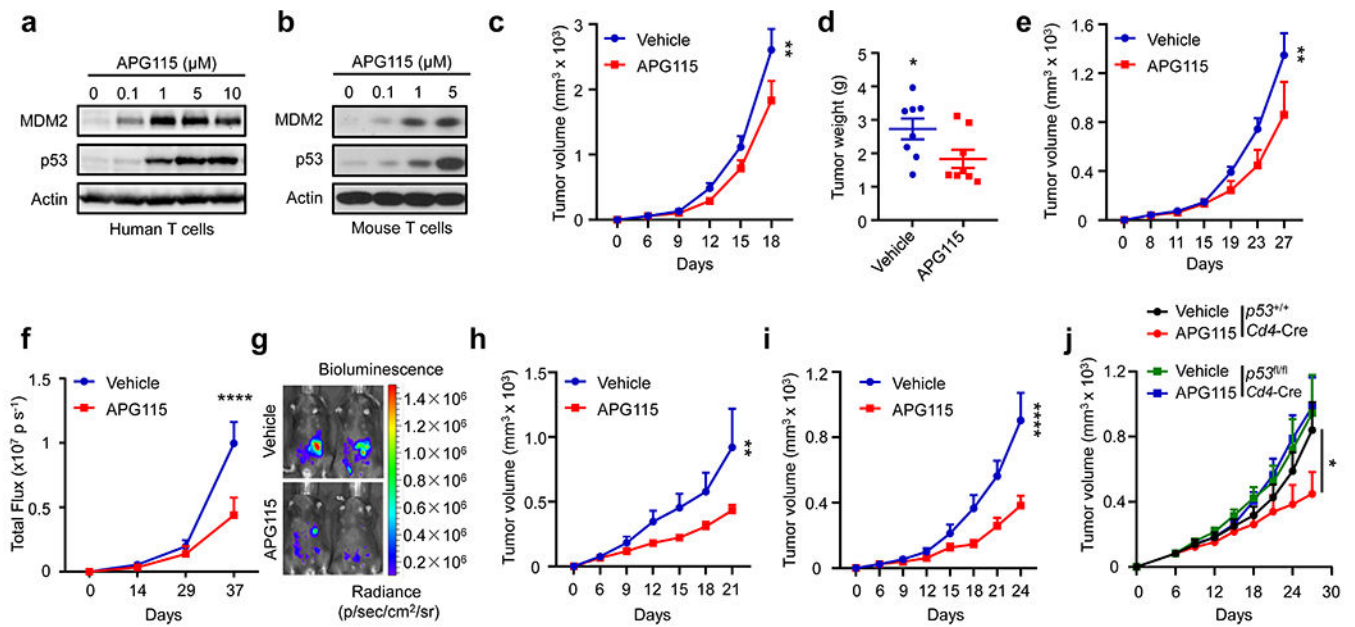 a
APG115 (µM)
0 0.1 1 5 10
MDM2
p53
Actin
Human T cells
b
APG115 (µM)
0 0.1 1 5
MDM2
p53
Actin
Mouse T cells
c
Vehicle
APG115
Tumor volume (mm³ x 10³)
3
2
1
0
**
0 6 9 12 15 18
Days
d
Tumor weight (g)
5
4
3
2
1
0
*
Vehicle
APG115
e
Vehicle
APG115
Tumor volume (mm³ x 10³)
1.6
1.2
0.8
0.4
0
**
0 8 11 15 19 23 27
Days
f
Vehicle
APG115
Total Flux (x10⁷ p s⁻¹)
1.5
1
0.5
0
****
0 14 29 37
Days
g
Bioluminescence
Vehicle
APG115
1.4×10⁶
1.2×10⁶
1.0×10⁶
0.8×10⁶
0.6×10⁶
0.4×10⁶
0.2×10⁶
Radiance
(p/sec/cm²/sr)
h
Vehicle
APG115
Tumor volume (mm³ x 10³)
1.5
1.0
0.5
0
**
0 6 9 12 15 18 21
Days
i
Vehicle
APG115
Tumor volume (mm³ x 10³)
1.2
0.8
0.4
0
****
0 6 9 12 15 18 21 24
Days
j
Vehicle p53+/+
APG115 Cd4-Cre
Vehicle p53fl/fl
APG115 Cd4-Cre
Tumor volume (mm³ x 10³)
1.2
0.8
0.4
0
*
0 6 12 18 24 30
Days